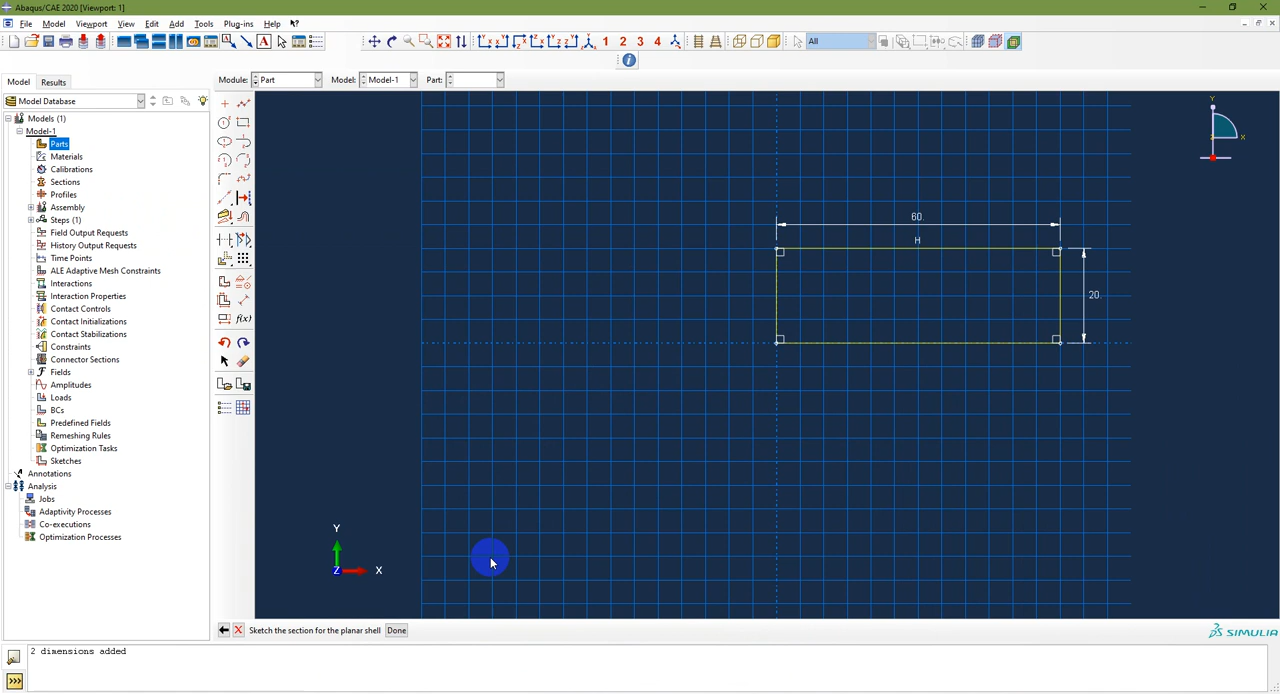 Abaqus/CAE 2020 [Viewport: 1]
File Model Viewport View Edit Add Tools Plug-ins Help
1 2 3 4 All
Model Results Module: Part Model: Model-1 Part:
Model Database
Models (1)
Model-1
Parts
Materials
Calibrations
Sections
Profiles
Assembly
Steps (1)
Field Output Requests
History Output Requests
Time Points
ALE Adaptive Mesh Constraints
Interactions
Interaction Properties
Contact Controls
Contact Initializations
Contact Stabilizations
Constraints
Connector Sections
Fields
Amplitudes
Loads
BCs
Predefined Fields
Remeshing Rules
Optimization Tasks
Sketches
Annotations
Analysis
Jobs
Adaptivity Processes
Co-executions
Optimization Processes
f(x)
60
H
20.
Y
X
Y
Z
X
Sketch the section for the planar shell Done
SIMULIA
2 dimensions added